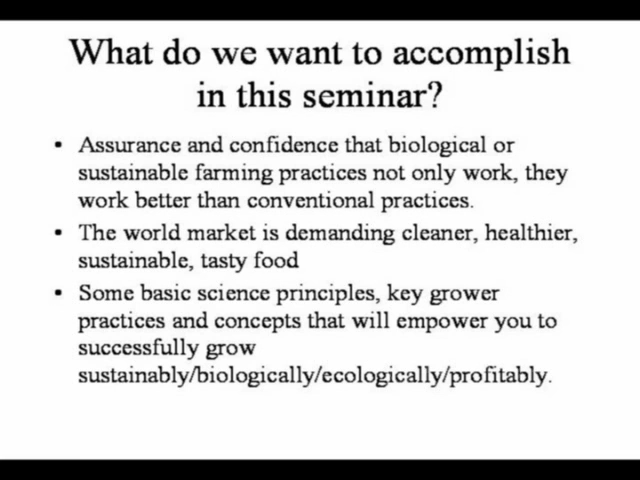 What do we want to accomplish
in this seminar?
• Assurance and confidence that biological or
sustainable farming practices not only work, they
work better than conventional practices.
• The world market is demanding cleaner, healthier,
sustainable, tasty food
• Some basic science principles, key grower
practices and concepts that will empower you to
successfully grow
sustainably/biologically/ecologically/profitably.